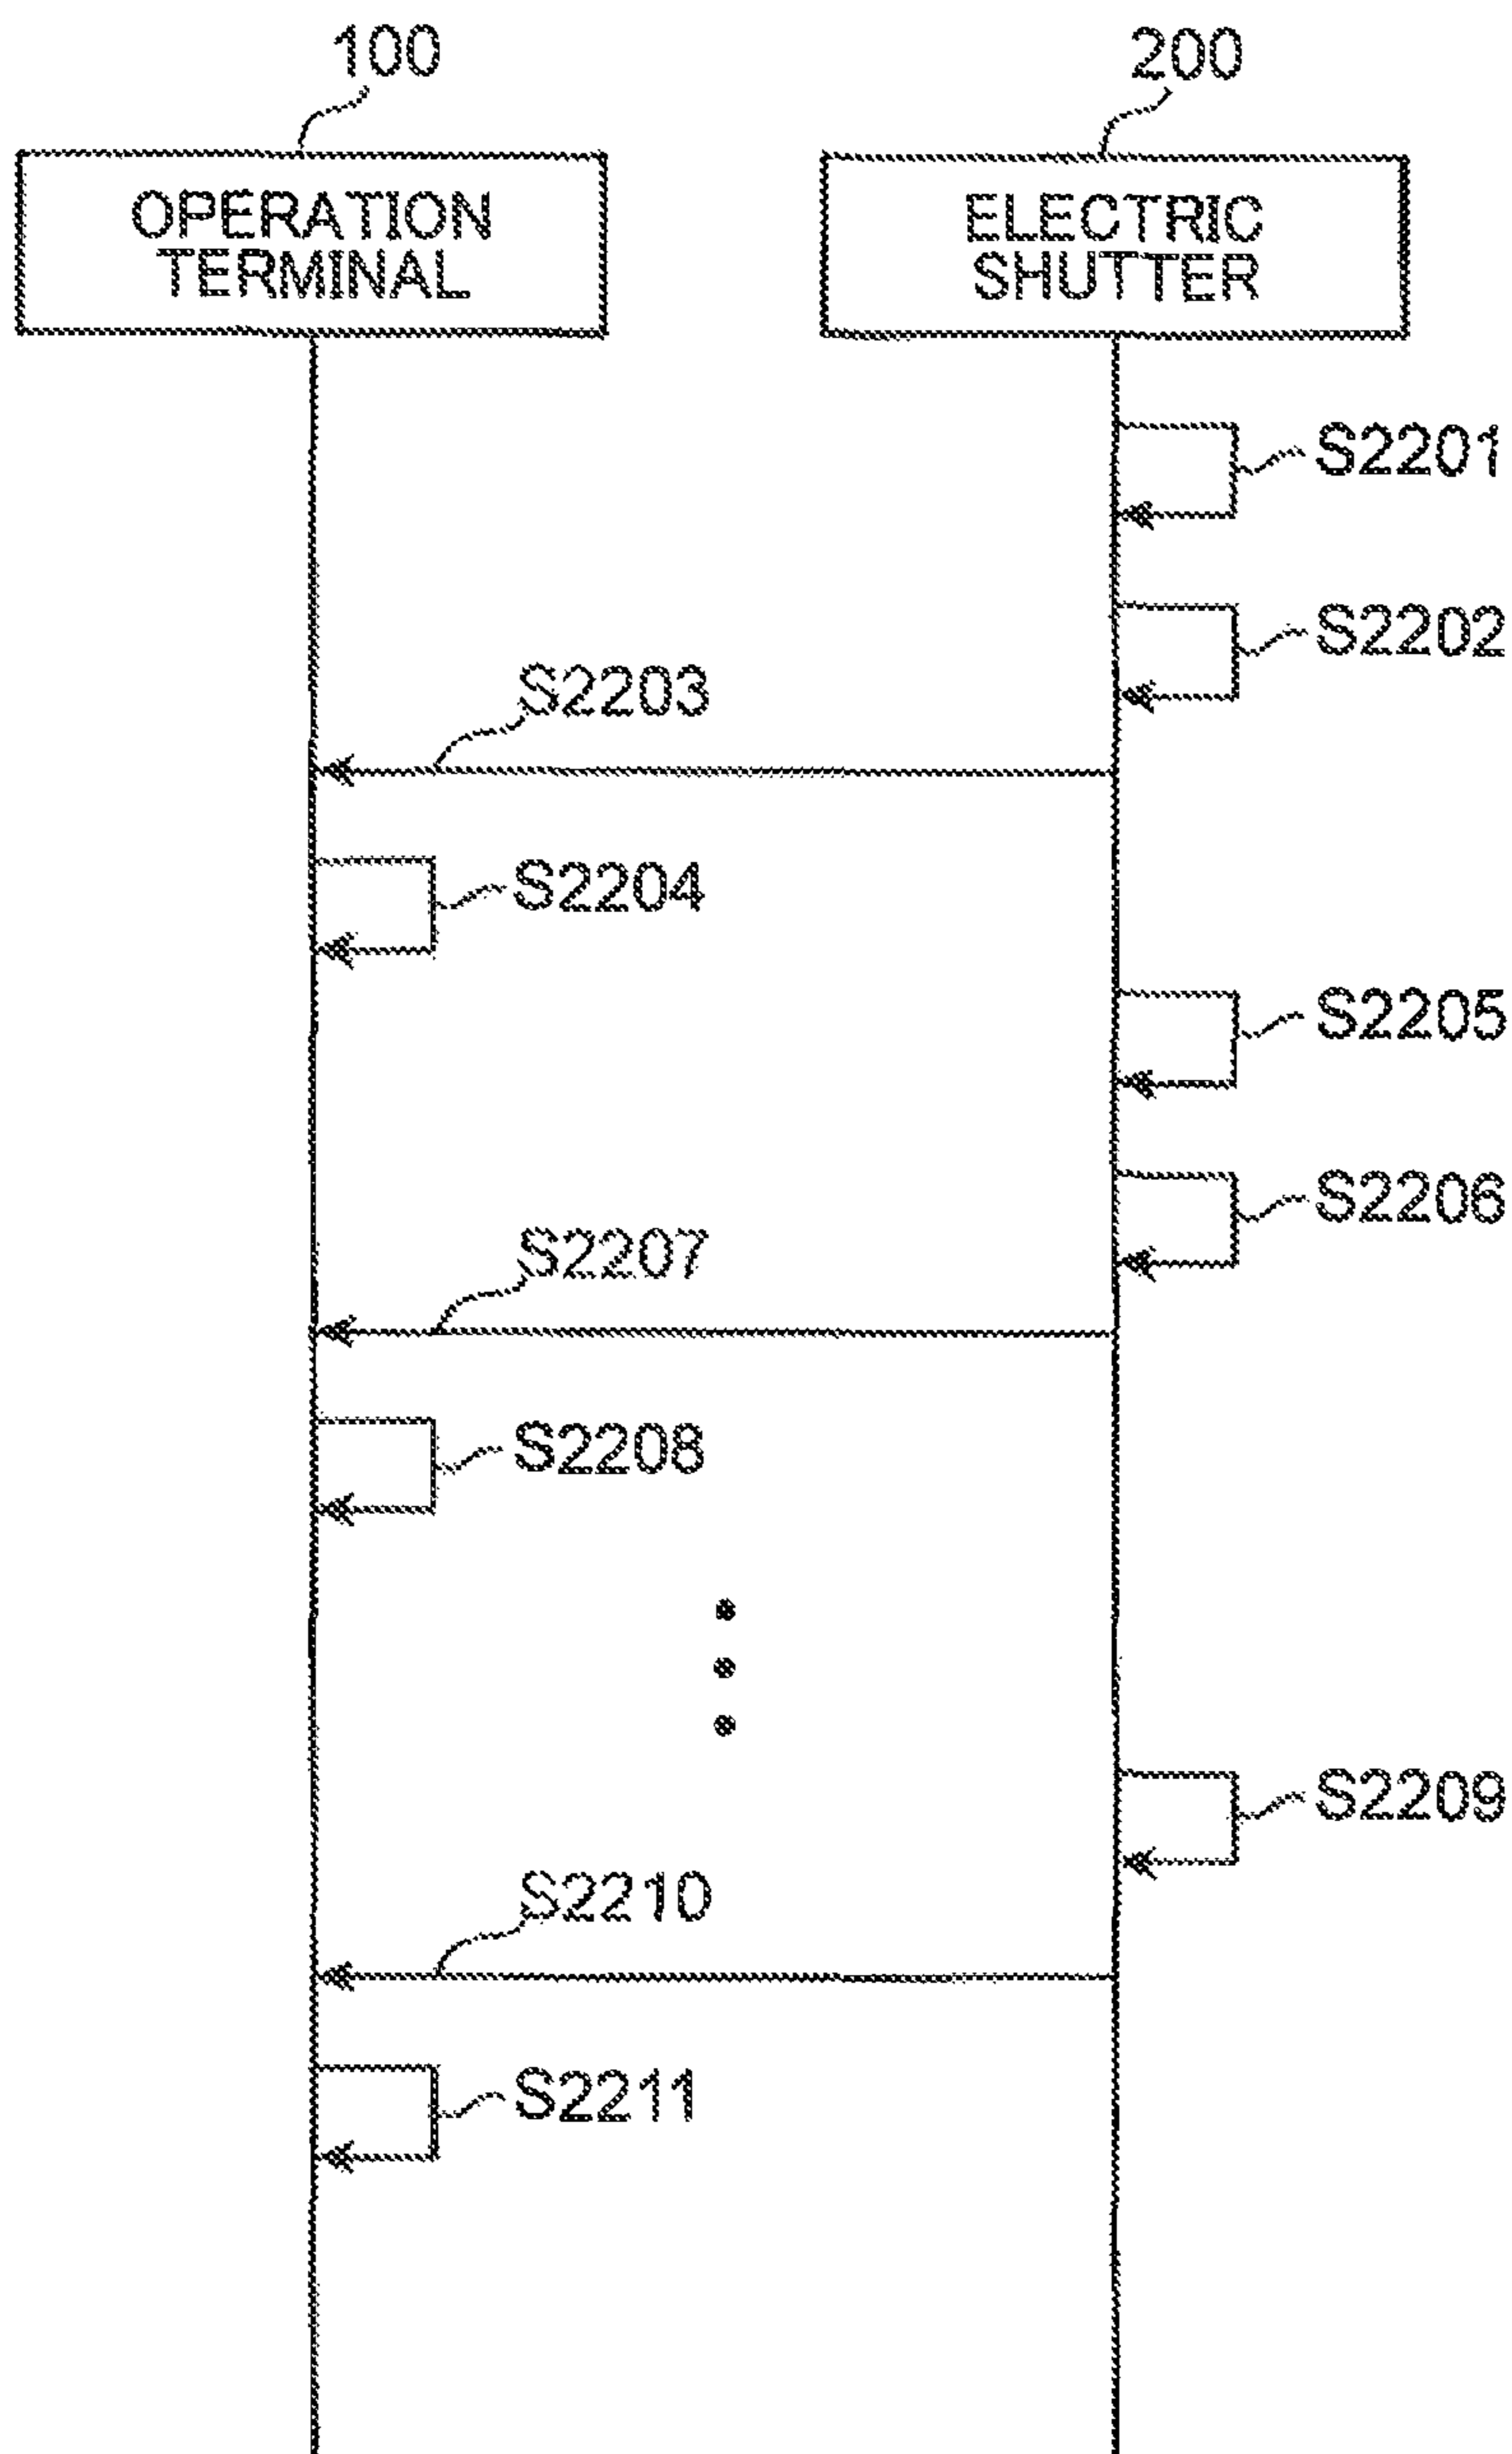 100
200
OPERATION
TERMINAL
ELECTRIC
SHUTTER
S2201
S2202
S2203
S2204
S2205
S2206
S2207
S2208
S2209
S2210
S2211